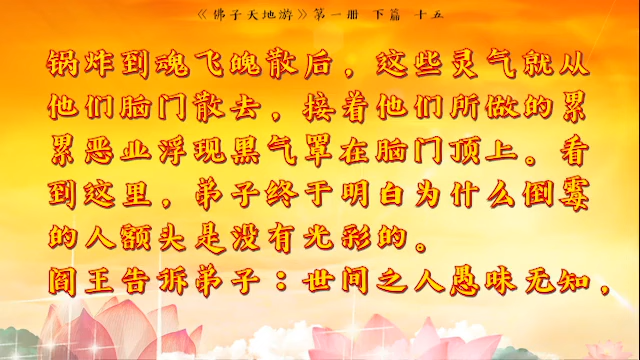 《佛子天地游》第一册 下篇 十五
锅炸到魂飞魄散后，这些灵气就从
他们脑门散去，接着他们所做的累
累恶业浮现黑气罩在脑门顶上。看
到这里，弟子终于明白为什么倒霉
的人额头是没有光彩的。
阎王告诉弟子：世间之人愚昧无知，